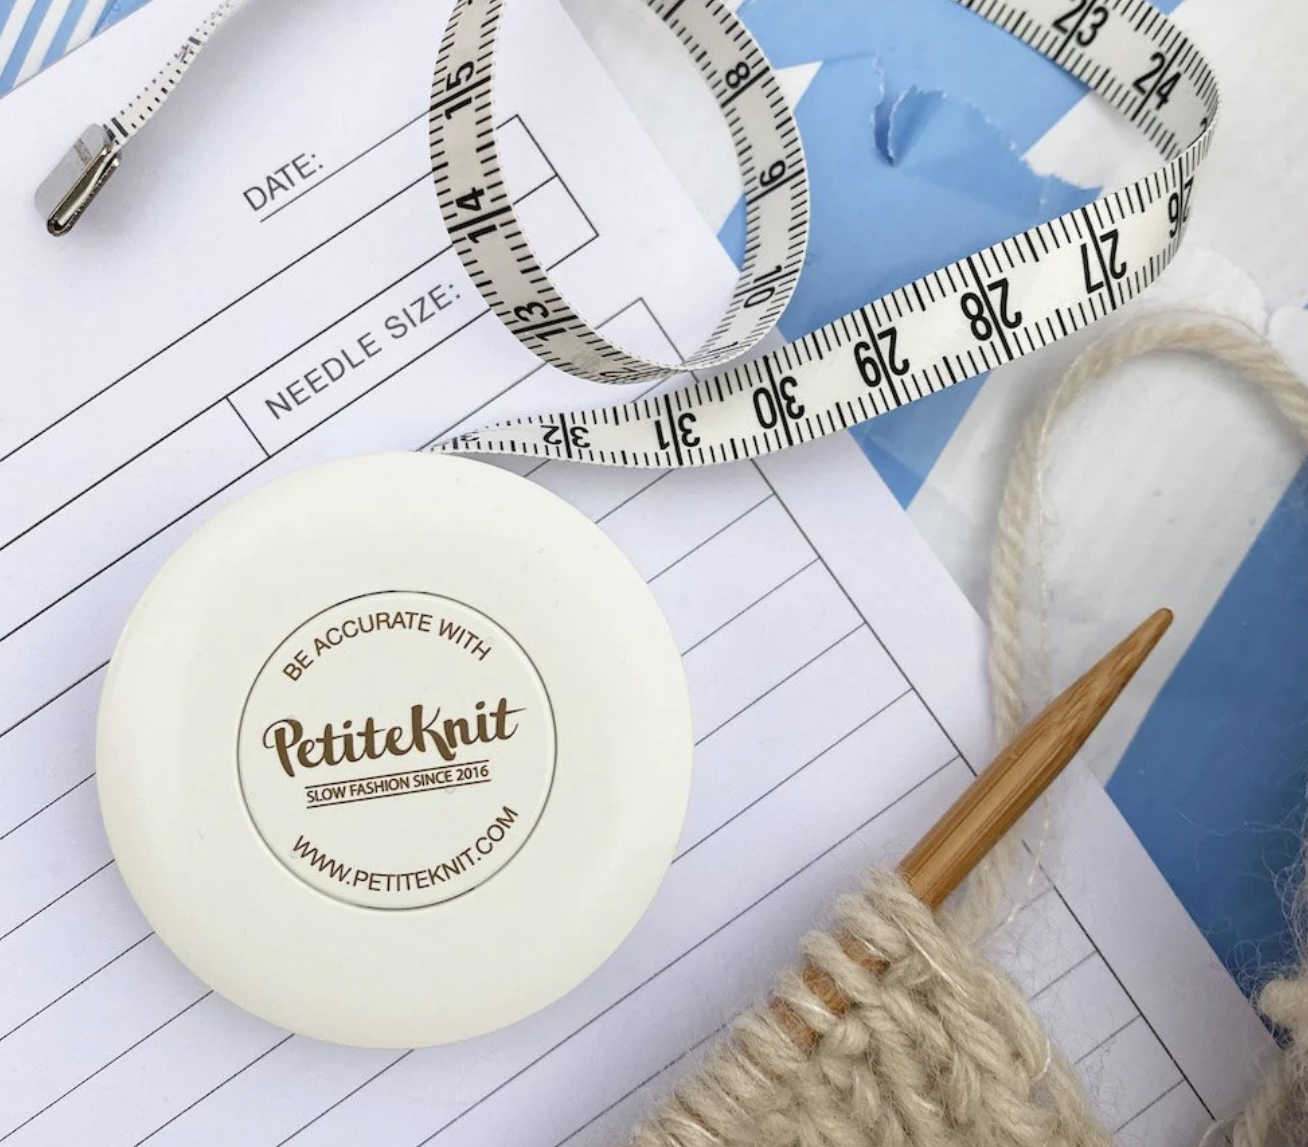 DATE:
NEEDLE SIZE:
15
14
13
8
9
10
23
24
26
27
28
29
30
31
32
BE ACCURATE WITH
PetiteKnit
SLOW FASHION SINCE 2016
WWW.PETITEKNIT.COM